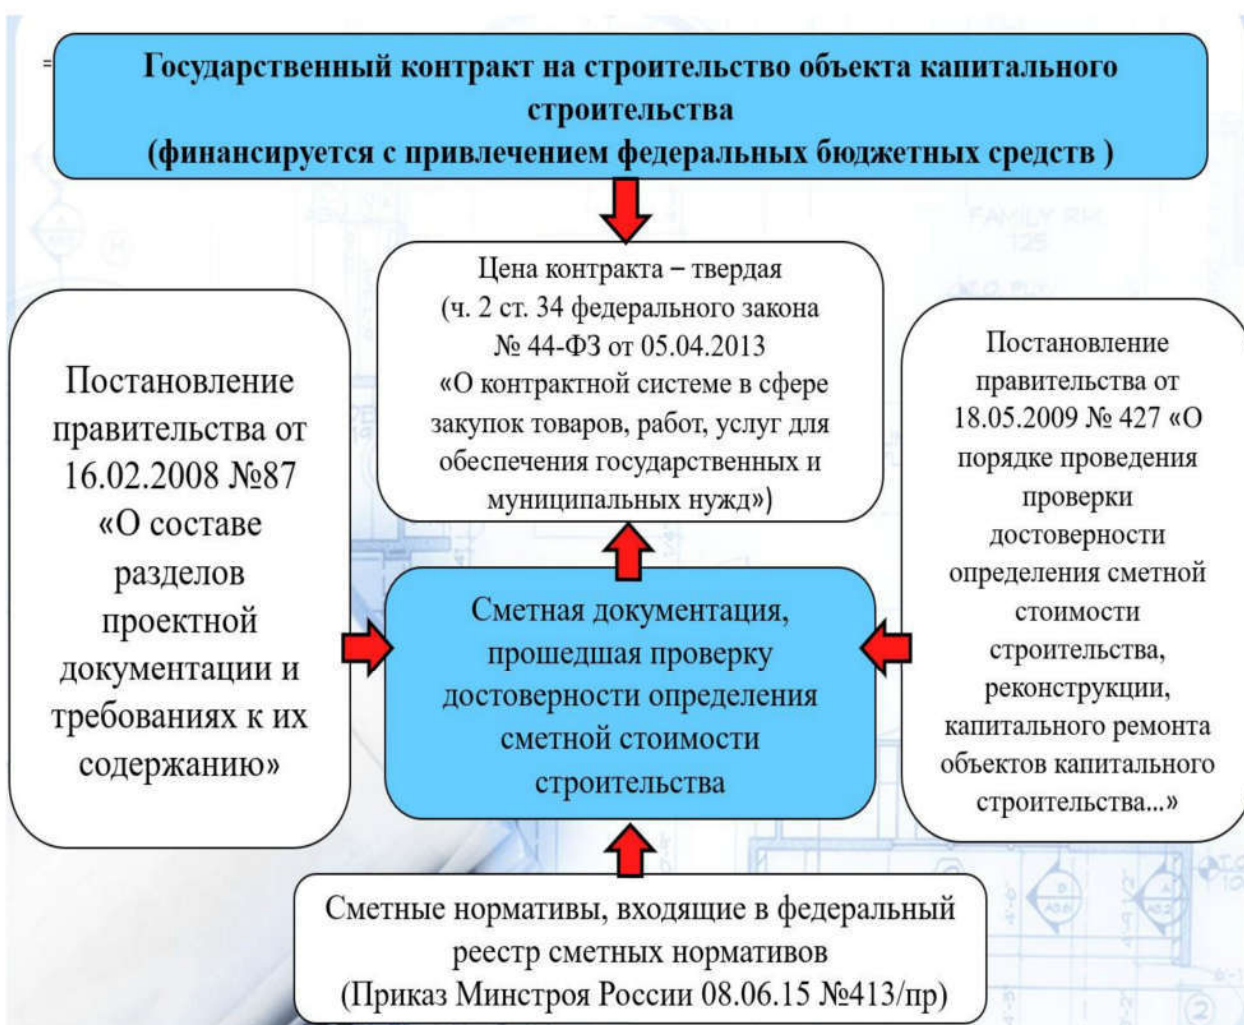 Государственный контракт на строительство объекта капитального
строительства
(финансируется с привлечением федеральных бюджетных средств )
Цена контракта – твердая
(ч. 2 ст. 34 федерального закона
№ 44-ФЗ от 05.04.2013
«О контрактной системе в сфере
закупок товаров, работ, услуг для
обеспечения государственных и
муниципальных нужд»)
Постановление
правительства от
16.02.2008 №87
«О составе
разделов
проектной
документации и
требованиях к их
содержанию»
Сметная документация,
прошедшая проверку
достоверности определения
сметной стоимости
строительства
Постановление
правительства от
18.05.2009 № 427 «О
порядке проведения
проверки
достоверности
определения сметной
стоимости
строительства,
реконструкции,
капитального ремонта
объектов капитального
строительства...»
Сметные нормативы, входящие в федеральный
реестр сметных нормативов
(Приказ Минстроя России 08.06.15 №413/пр)
FAMILY RM.
125